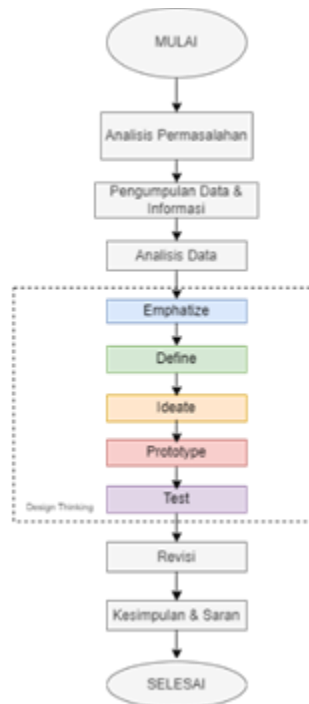 MULAI
Analisis Permasalahan
Pengumpulan Data &
Informasi
Analisis Data
Emphatize
Define
Ideate
Prototype
Test
Design Thinking
Revisi
Kesimpulan & Saran
SELESAI